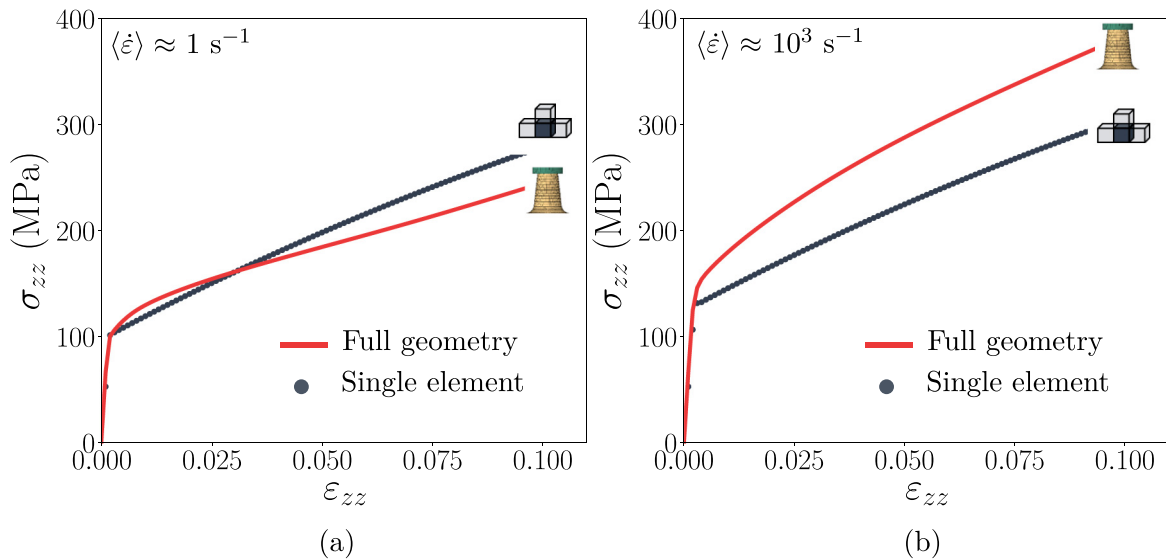 ⟨ε̇⟩ ≈ 1 s⁻¹
400
300
200
100
0
σzz (MPa)
Full geometry
Single element
0.000 0.025 0.050 0.075 0.100
εzz
(a)
⟨ε̇⟩ ≈ 10³ s⁻¹
400
300
200
100
0
σzz (MPa)
Full geometry
Single element
0.000 0.025 0.050 0.075 0.100
εzz
(b)